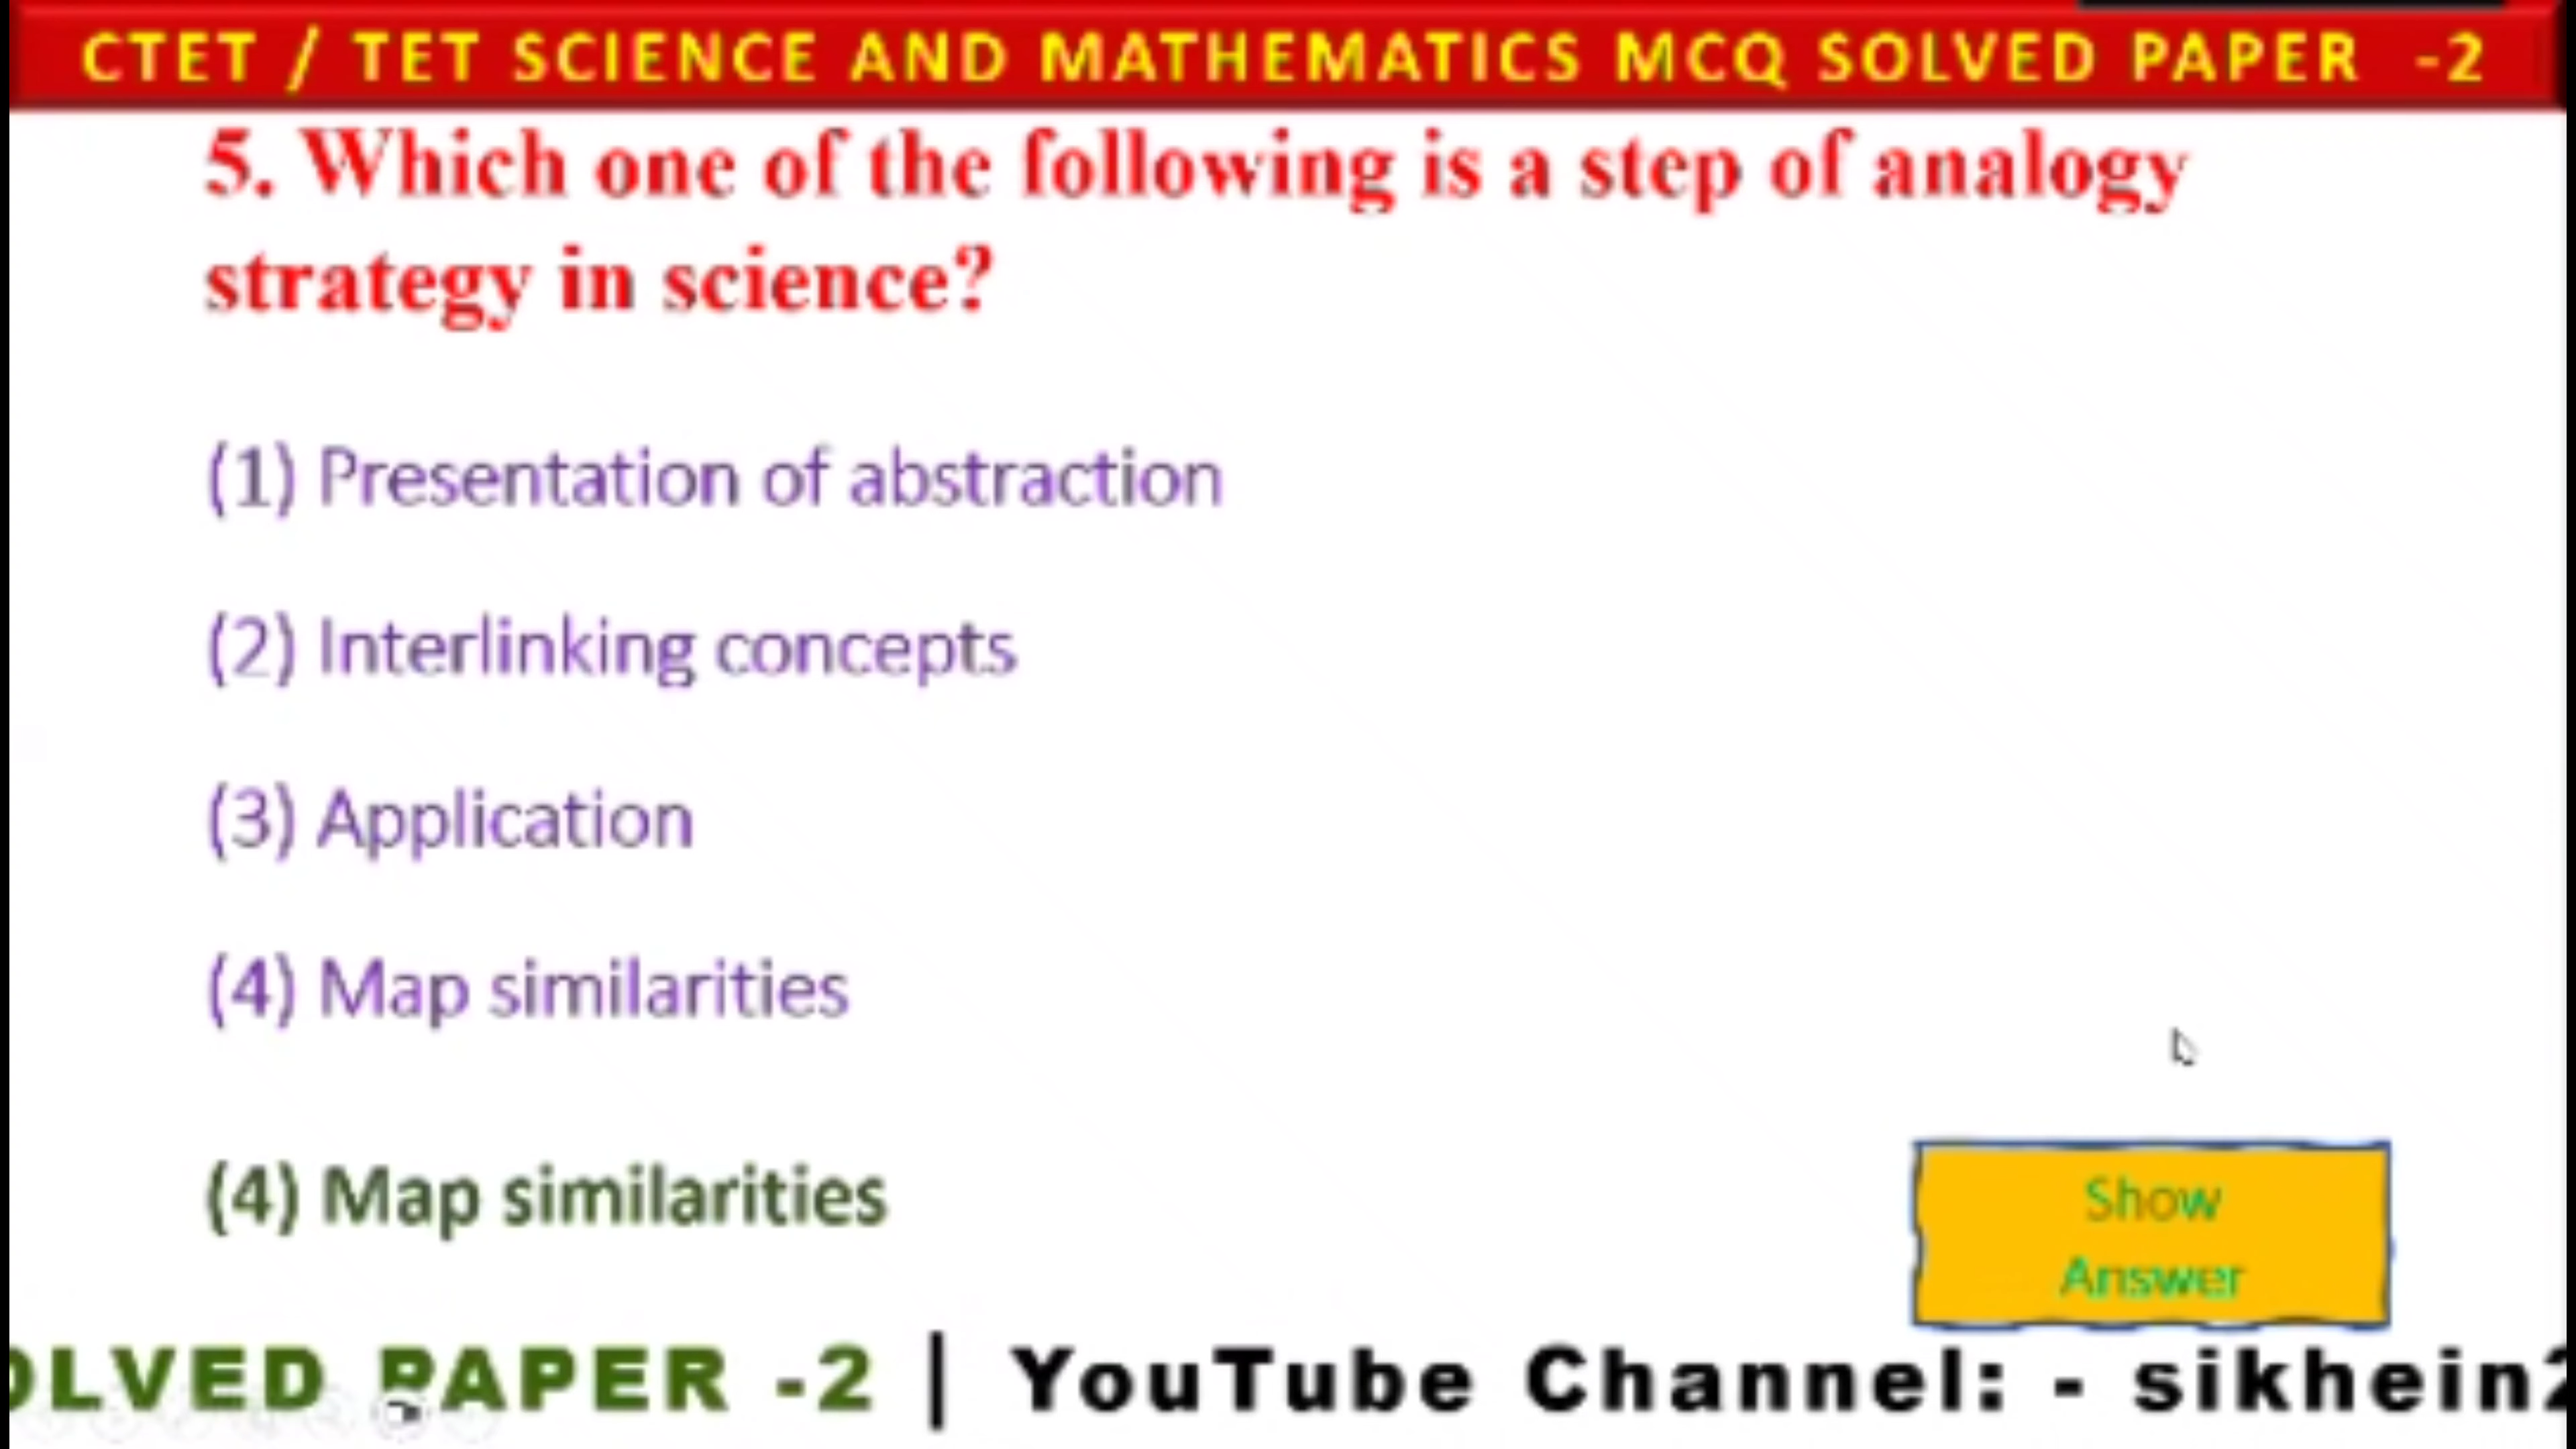 CTET / TET SCIENCE AND MATHEMATICS MCQ SOLVED PAPER -2
5. Which one of the following is a step of analogy
strategy in science?
(1) Presentation of abstraction
(2) Interlinking concepts
(3) Application
(4) Map similarities
(4) Map similarities
Show
Answer
OLVED PAPER -2 | YouTube Channel: - sikhein2